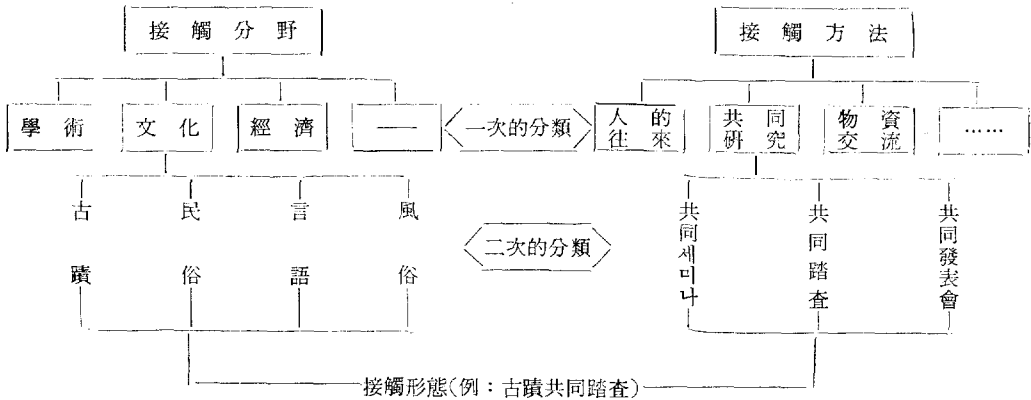 接觸分野
接觸方法
學術
文化
經濟
——
一次的分類
人的
往來
共同
硏究
物資
交流
……
古蹟
民俗
言語
風俗
二次的分類
共同세미나
共同踏査
共同發表會
接觸形態(例：古蹟共同踏査)